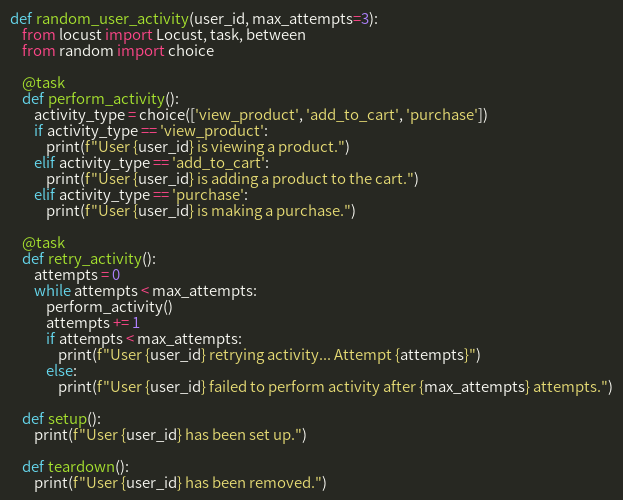 def random_user_activity(user_id, max_attempts=3):
    from locust import Locust, task, between
    from random import choice

    @task
    def perform_activity():
        activity_type = choice(['view_product', 'add_to_cart', 'purchase'])
        if activity_type == 'view_product':
            print(f"User {user_id} is viewing a product.")
        elif activity_type == 'add_to_cart':
            print(f"User {user_id} is adding a product to the cart.")
        elif activity_type == 'purchase':
            print(f"User {user_id} is making a purchase.")

    @task
    def retry_activity():
        attempts = 0
        while attempts < max_attempts:
            perform_activity()
            attempts += 1
            if attempts < max_attempts:
                print(f"User {user_id} retrying activity... Attempt {attempts}")
            else:
                print(f"User {user_id} failed to perform activity after {max_attempts} attempts.")

    def setup():
        print(f"User {user_id} has been set up.")

    def teardown():
        print(f"User {user_id} has been removed.")